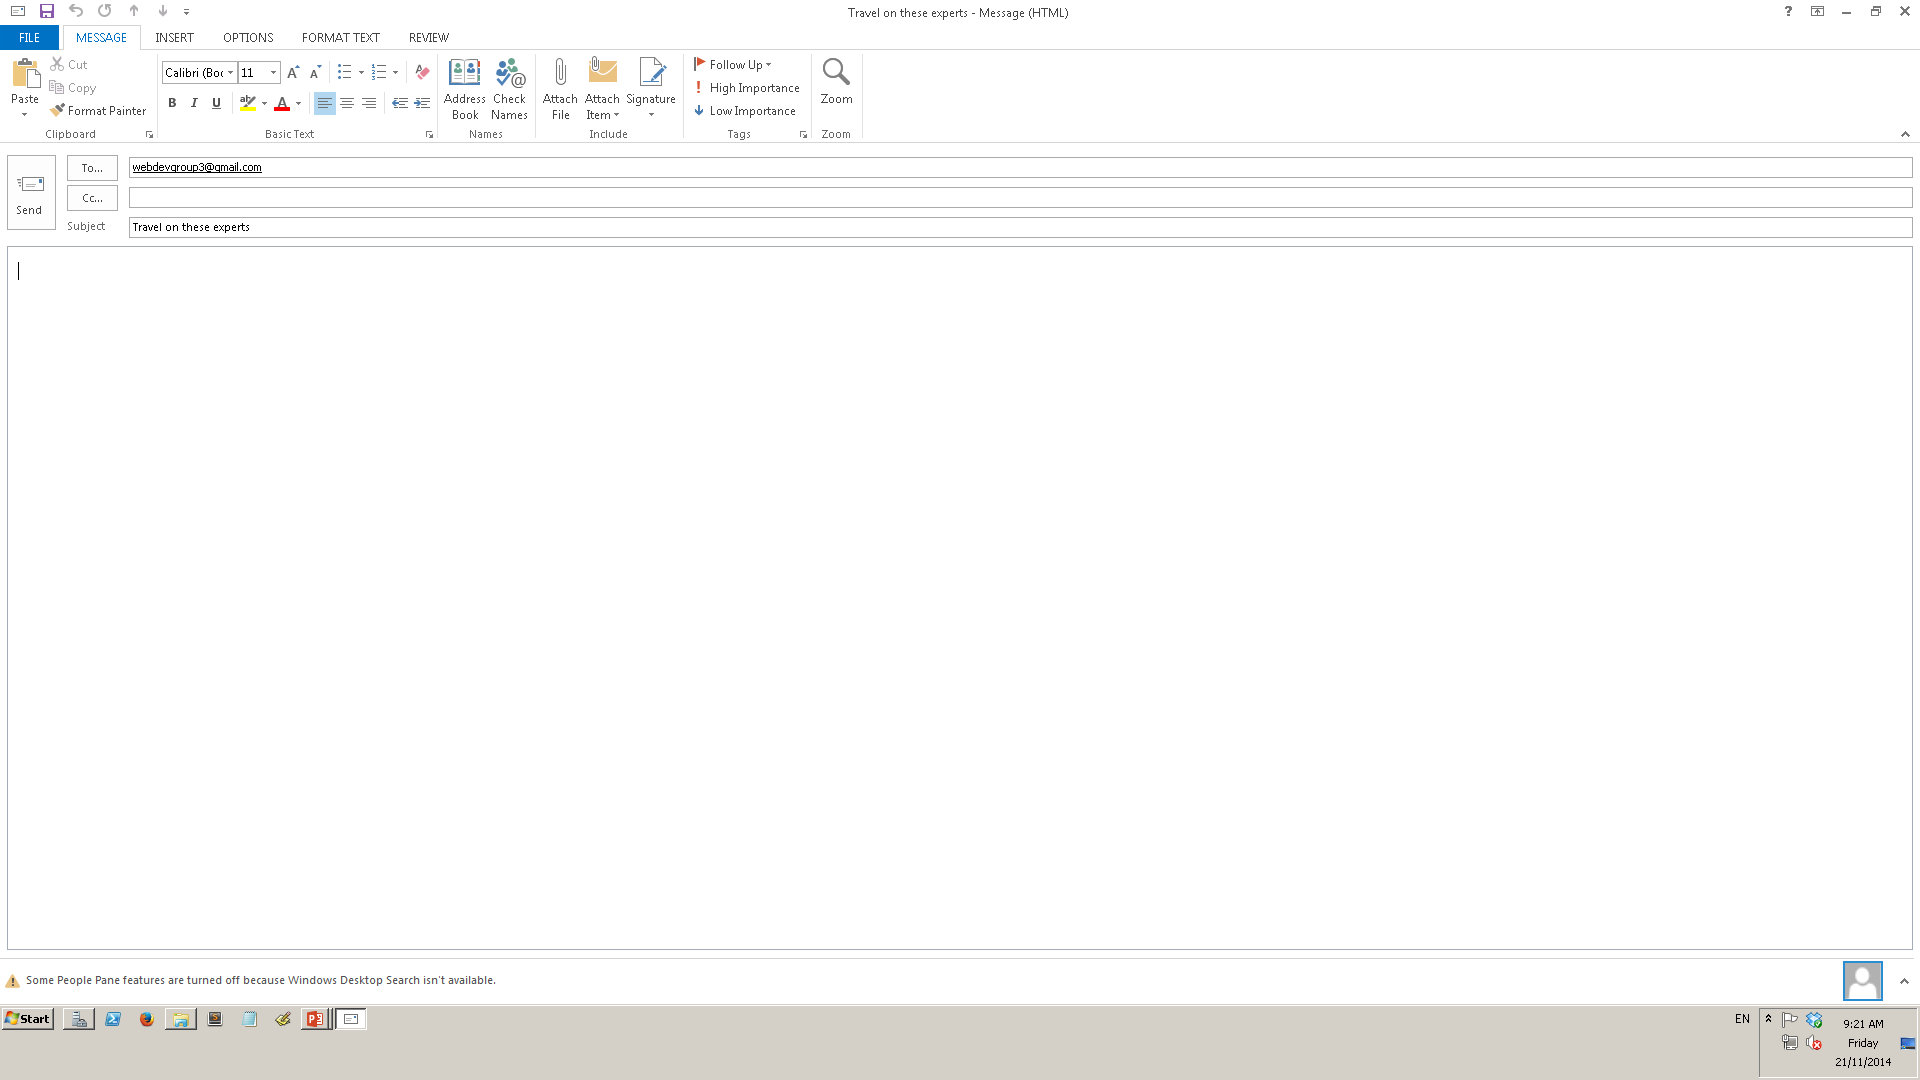 Travel on these experts - Message (HTML)
?
FILE MESSAGE INSERT OPTIONS FORMAT TEXT REVIEW
Paste
Cut
Copy
Format Painter
Clipboard
Calibri (Boc 11
B I U
Basic Text
Address Book
Check Names
Names
Attach File
Attach Item
Signature
Include
Follow Up
High Importance
Low Importance
Tags
Zoom
Zoom
Send
To... webdevgroup3@gmail.com
Cc...
Subject Travel on these experts
Some People Pane features are turned off because Windows Desktop Search isn't available.
Start
EN
9:21 AM
Friday
21/11/2014